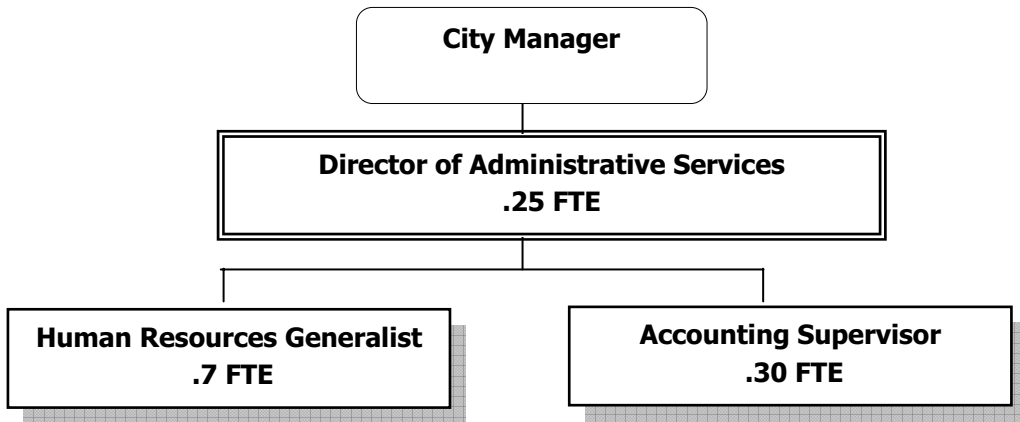 City Manager
Director of Administrative Services
.25 FTE
Human Resources Generalist
.7 FTE
Accounting Supervisor
.30 FTE